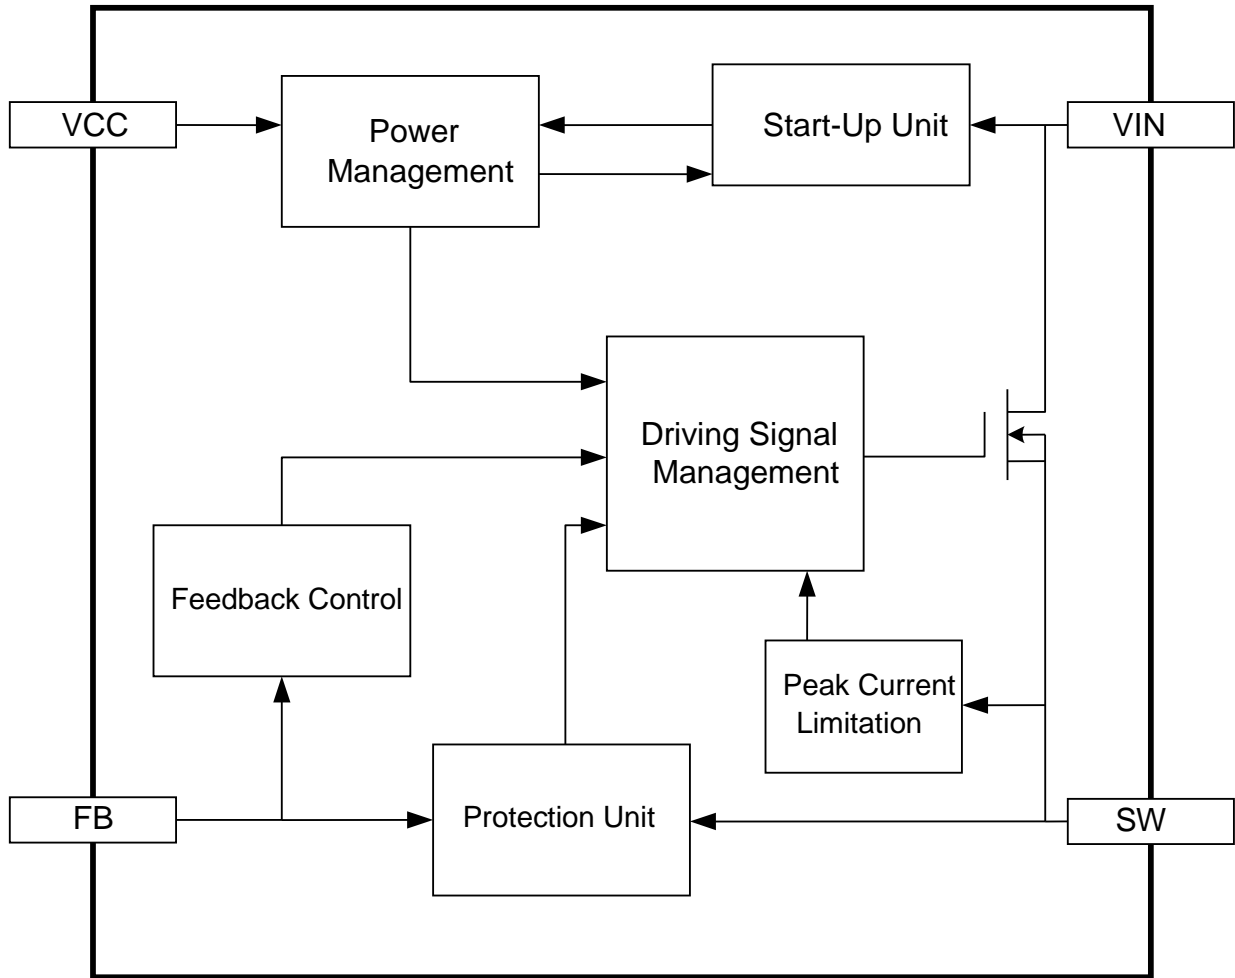 VCC
Power
Management
Start-Up Unit
VIN
Driving Signal
Management
Feedback Control
Peak Current
Limitation
FB
Protection Unit
SW